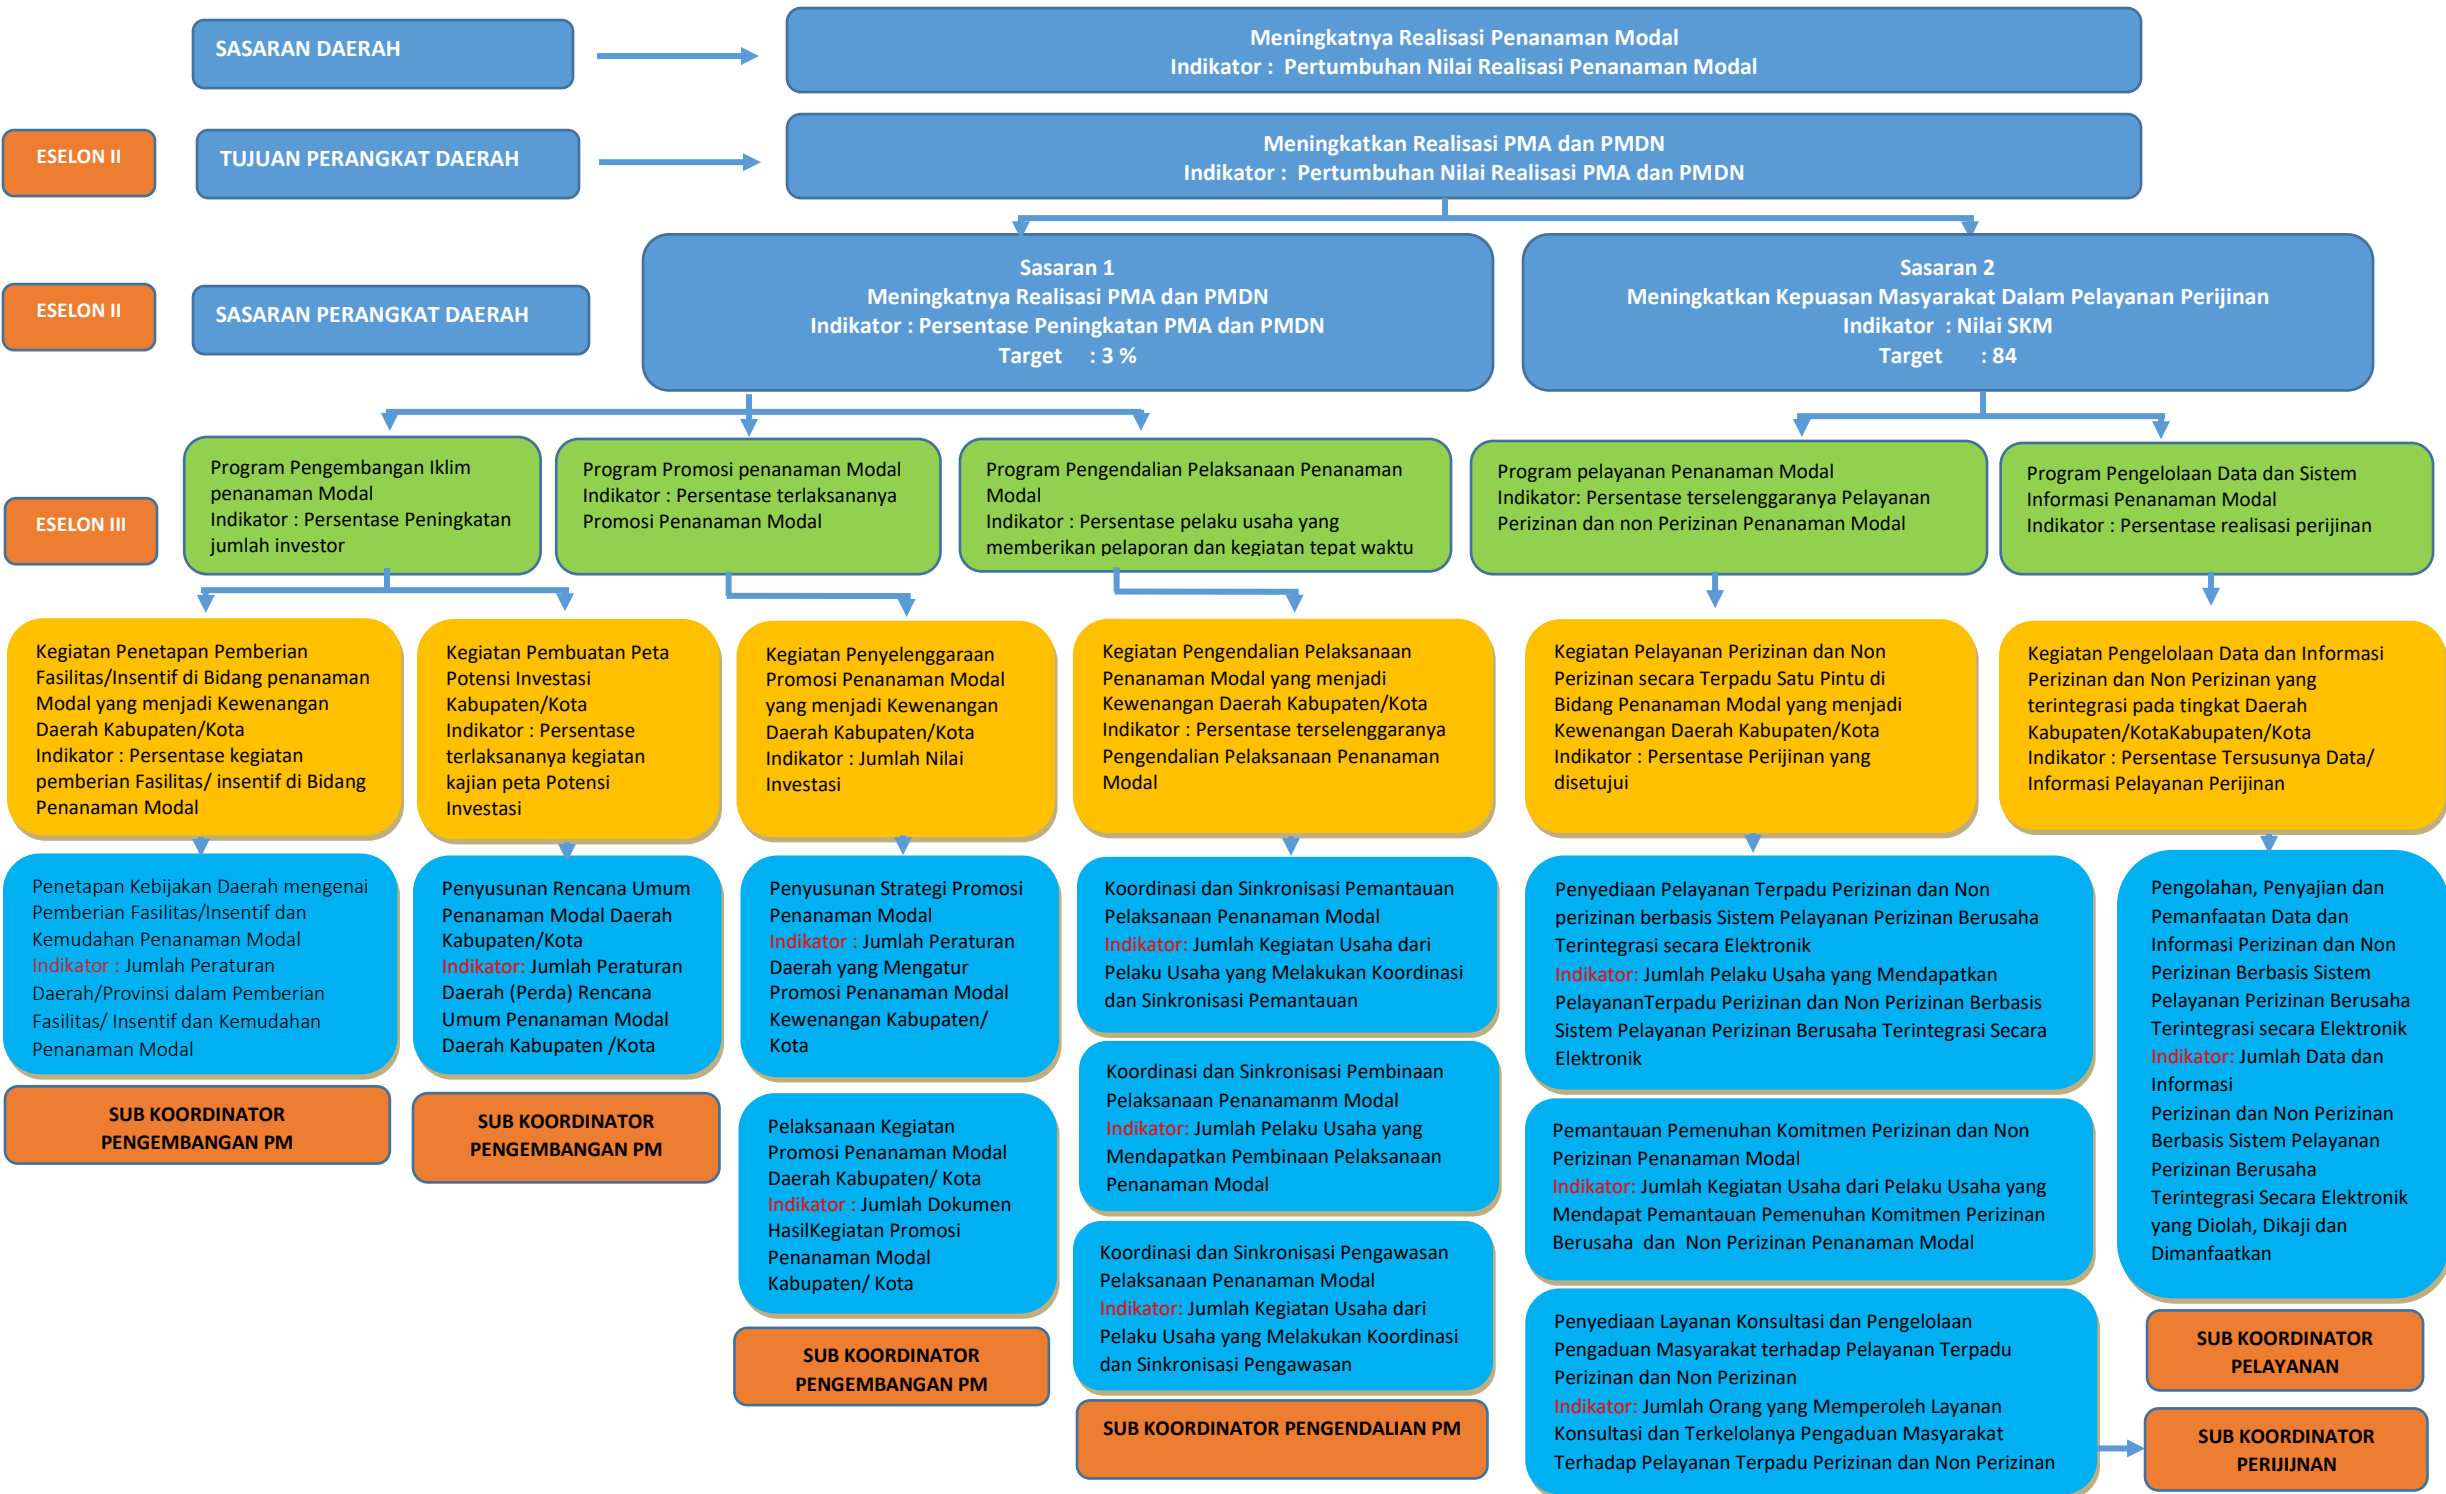 SASARAN DAERAH
Meningkatnya Realisasi Penanaman Modal
Indikator : Pertumbuhan Nilai Realisasi Penanaman Modal
ESELON II
TUJUAN PERANGKAT DAERAH
Meningkatkan Realisasi PMA dan PMDN
Indikator : Pertumbuhan Nilai Realisasi PMA dan PMDN
ESELON II
SASARAN PERANGKAT DAERAH
Sasaran 1
Meningkatnya Realisasi PMA dan PMDN
Indikator : Persentase Peningkatan PMA dan PMDN
Target : 3 %
Sasaran 2
Meningkatkan Kepuasan Masyarakat Dalam Pelayanan Perijinan
Indikator : Nilai SKM
Target : 84
ESELON III
Program Pengembangan Iklim
penanaman Modal
Indikator : Persentase Peningkatan
jumlah investor
Program Promosi penanaman Modal
Indikator : Persentase terlaksananya
Promosi Penanaman Modal
Program Pengendalian Pelaksanaan Penanaman
Modal
Indikator : Persentase pelaku usaha yang
memberikan pelaporan dan kegiatan tepat waktu
Program pelayanan Penanaman Modal
Indikator: Persentase terselenggaranya Pelayanan
Perizinan dan non Perizinan Penanaman Modal
Program Pengelolaan Data dan Sistem
Informasi Penanaman Modal
Indikator : Persentase realisasi perijinan
Kegiatan Penetapan Pemberian
Fasilitas/Insentif di Bidang penanaman
Modal yang menjadi Kewenangan
Daerah Kabupaten/Kota
Indikator : Persentase kegiatan
pemberian Fasilitas/ insentif di Bidang
Penanaman Modal
Kegiatan Pembuatan Peta
Potensi Investasi
Kabupaten/Kota
Indikator : Persentase
terlaksananya kegiatan
kajian peta Potensi
Investasi
Kegiatan Penyelenggaraan
Promosi Penanaman Modal
yang menjadi Kewenangan
Daerah Kabupaten/Kota
Indikator : Jumlah Nilai
Investasi
Kegiatan Pengendalian Pelaksanaan
Penanaman Modal yang menjadi
Kewenangan Daerah Kabupaten/Kota
Indikator : Persentase terselenggaranya
Pengendalian Pelaksanaan Penanaman
Modal
Kegiatan Pelayanan Perizinan dan Non
Perizinan secara Terpadu Satu Pintu di
Bidang Penanaman Modal yang menjadi
Kewenangan Daerah Kabupaten/Kota
Indikator : Persentase Perijinan yang
disetujui
Kegiatan Pengelolaan Data dan Informasi
Perizinan dan Non Perizinan yang
terintegrasi pada tingkat Daerah
Kabupaten/KotaKabupaten/Kota
Indikator : Persentase Tersusunya Data/
Informasi Pelayanan Perijinan
Penetapan Kebijakan Daerah mengenai
Pemberian Fasilitas/Insentif dan
Kemudahan Penanaman Modal
Indikator : Jumlah Peraturan
Daerah/Provinsi dalam Pemberian
Fasilitas/ Insentif dan Kemudahan
Penanaman Modal
SUB KOORDINATOR
PENGEMBANGAN PM
Penyusunan Rencana Umum
Penanaman Modal Daerah
Kabupaten/Kota
Indikator: Jumlah Peraturan
Daerah (Perda) Rencana
Umum Penanaman Modal
Daerah Kabupaten /Kota
SUB KOORDINATOR
PENGEMBANGAN PM
Penyusunan Strategi Promosi
Penanaman Modal
Indikator : Jumlah Peraturan
Daerah yang Mengatur
Promosi Penanaman Modal
Kewenangan Kabupaten/
Kota
Pelaksanaan Kegiatan
Promosi Penanaman Modal
Daerah Kabupaten/ Kota
Indikator : Jumlah Dokumen
HasilKegiatan Promosi
Penanaman Modal
Kabupaten/ Kota
SUB KOORDINATOR
PENGEMBANGAN PM
Koordinasi dan Sinkronisasi Pemantauan
Pelaksanaan Penanaman Modal
Indikator: Jumlah Kegiatan Usaha dari
Pelaku Usaha yang Melakukan Koordinasi
dan Sinkronisasi Pemantauan
Koordinasi dan Sinkronisasi Pembinaan
Pelaksanaan Penanamanm Modal
Indikator: Jumlah Pelaku Usaha yang
Mendapatkan Pembinaan Pelaksanaan
Penanaman Modal
Koordinasi dan Sinkronisasi Pengawasan
Pelaksanaan Penanaman Modal
Indikator: Jumlah Kegiatan Usaha dari
Pelaku Usaha yang Melakukan Koordinasi
dan Sinkronisasi Pengawasan
SUB KOORDINATOR PENGENDALIAN PM
Penyediaan Pelayanan Terpadu Perizinan dan Non
perizinan berbasis Sistem Pelayanan Perizinan Berusaha
Terintegrasi secara Elektronik
Indikator: Jumlah Pelaku Usaha yang Mendapatkan
PelayananTerpadu Perizinan dan Non Perizinan Berbasis
Sistem Pelayanan Perizinan Berusaha Terintegrasi Secara
Elektronik
Pemantauan Pemenuhan Komitmen Perizinan dan Non
Perizinan Penanaman Modal
Indikator: Jumlah Kegiatan Usaha dari Pelaku Usaha yang
Mendapat Pemantauan Pemenuhan Komitmen Perizinan
Berusaha dan Non Perizinan Penanaman Modal
Penyediaan Layanan Konsultasi dan Pengelolaan
Pengaduan Masyarakat terhadap Pelayanan Terpadu
Perizinan dan Non Perizinan
Indikator: Jumlah Orang yang Memperoleh Layanan
Konsultasi dan Terkelolanya Pengaduan Masyarakat
Terhadap Pelayanan Terpadu Perizinan dan Non Perizinan
Pengolahan, Penyajian dan
Pemanfaatan Data dan
Informasi Perizinan dan Non
Perizinan Berbasis Sistem
Pelayanan Perizinan Berusaha
Terintegrasi secara Elektronik
Indikator: Jumlah Data dan
Informasi
Perizinan dan Non Perizinan
Berbasis Sistem Pelayanan
Perizinan Berusaha
Terintegrasi Secara Elektronik
yang Diolah, Dikaji dan
Dimanfaatkan
SUB KOORDINATOR
PELAYANAN
SUB KOORDINATOR
PERIJIJNAN